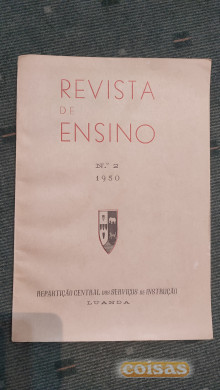 REVISTA
DE
ENSINO
N.º 2
1950
REPARTIÇÃO CENTRAL DOS SERVIÇOS DE INSTRUÇÃO
LUANDA
coisas